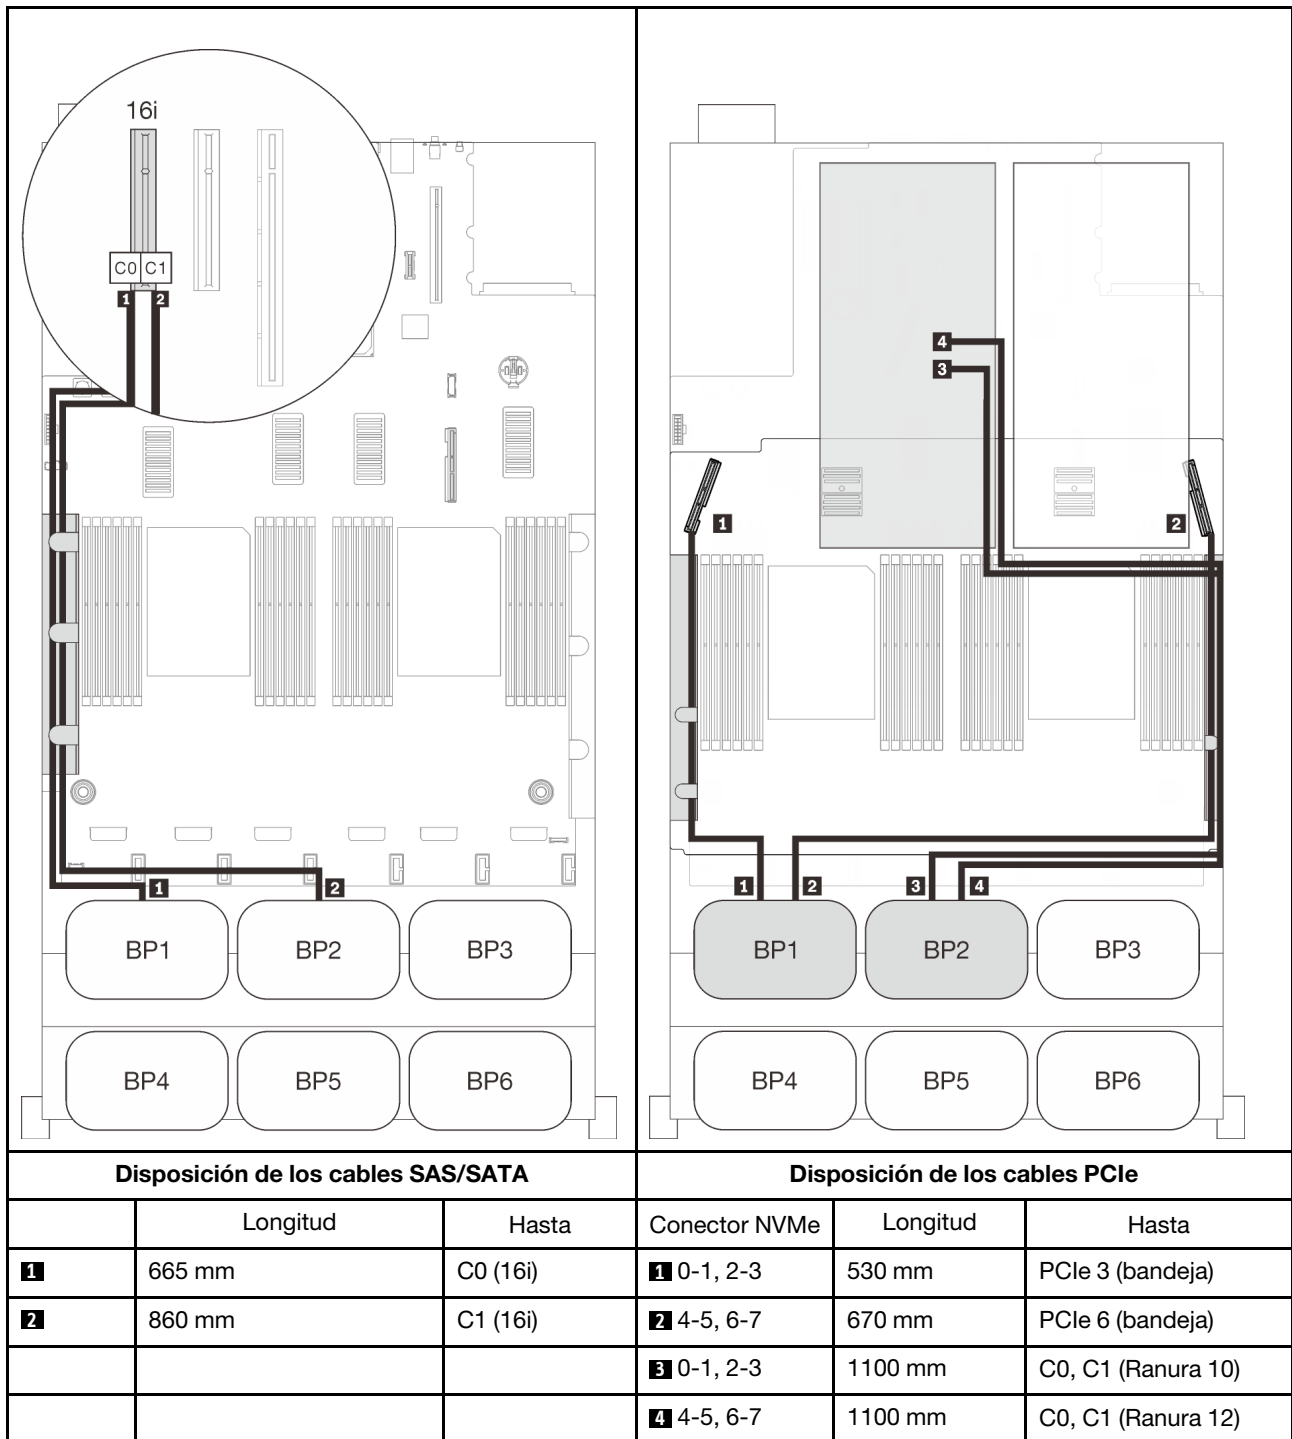 16i
C0 C1
1 2
1 2
BP1 BP2 BP3
BP4 BP5 BP6
4
3
1 2
1 2 3 4
BP1 BP2 BP3
BP4 BP5 BP6
Disposición de los cables SAS/SATA Disposición de los cables PCIe
Longitud Hasta Conector NVMe Longitud Hasta
1 665 mm C0 (16i) 1 0-1, 2-3 530 mm PCIe 3 (bandeja)
2 860 mm C1 (16i) 2 4-5, 6-7 670 mm PCIe 6 (bandeja)
3 0-1, 2-3 1100 mm C0, C1 (Ranura 10)
4 4-5, 6-7 1100 mm C0, C1 (Ranura 12)